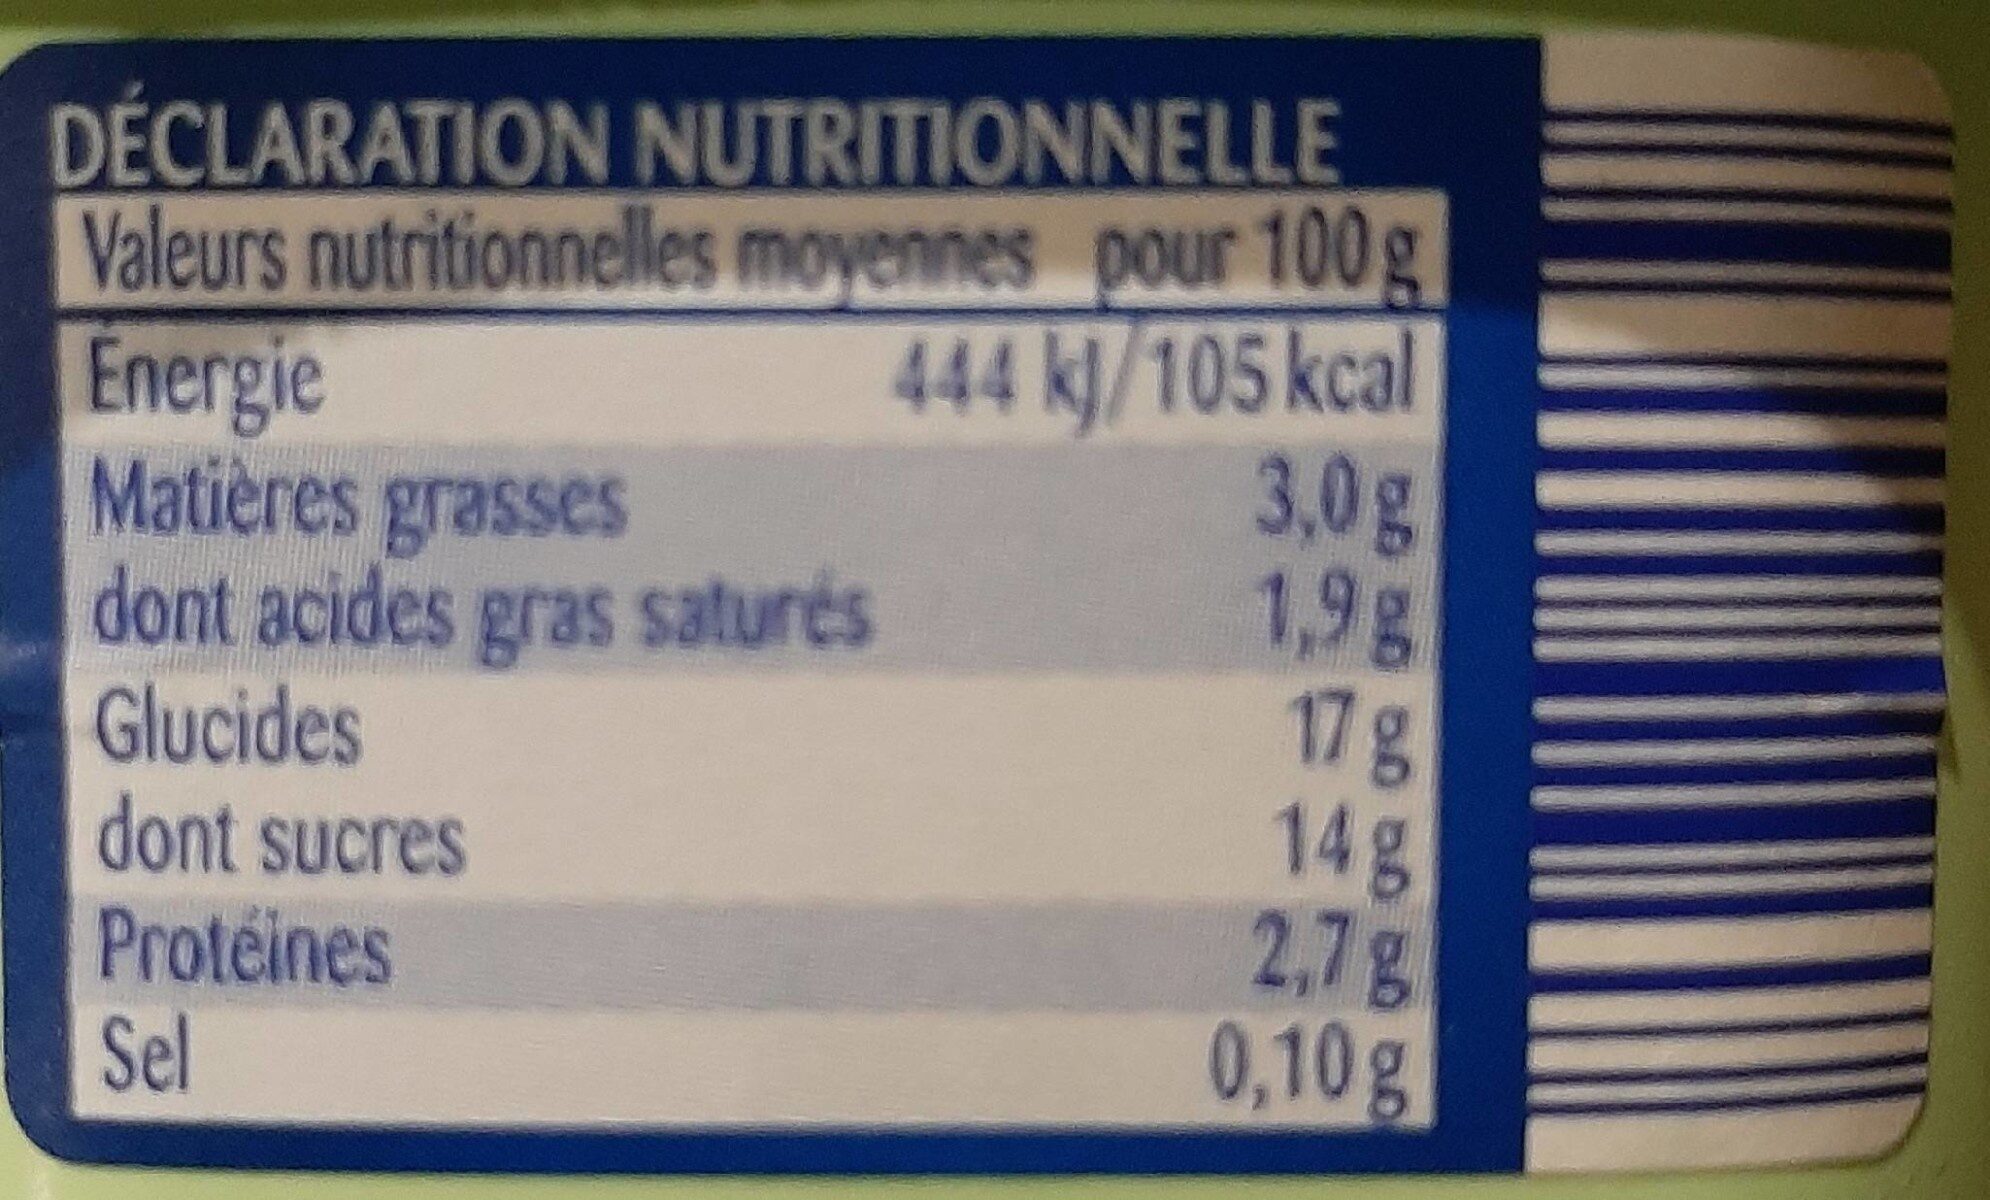 DÉCLARATION NUTRITIONNELLE
Valeurs nutritionnelles moyennes pour 100 g
Énergie 444 kJ/105 kcal
Matières grasses 3,0 g
dont acides gras saturés 1,9 g
Glucides 17 g
dont sucres 14 g
Protéines 2,7 g
Sel 0,10 g